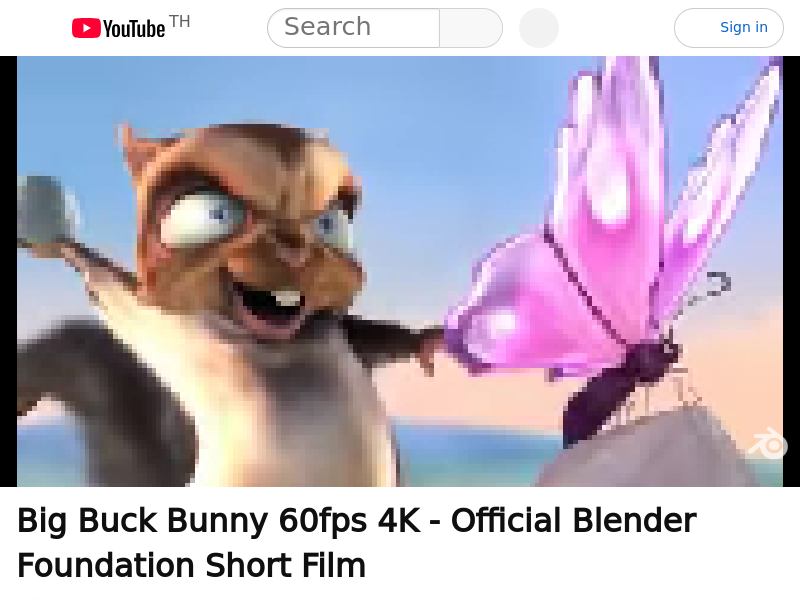 YouTube TH
Search
Sign in
Big Buck Bunny 60fps 4K - Official Blender
Foundation Short Film